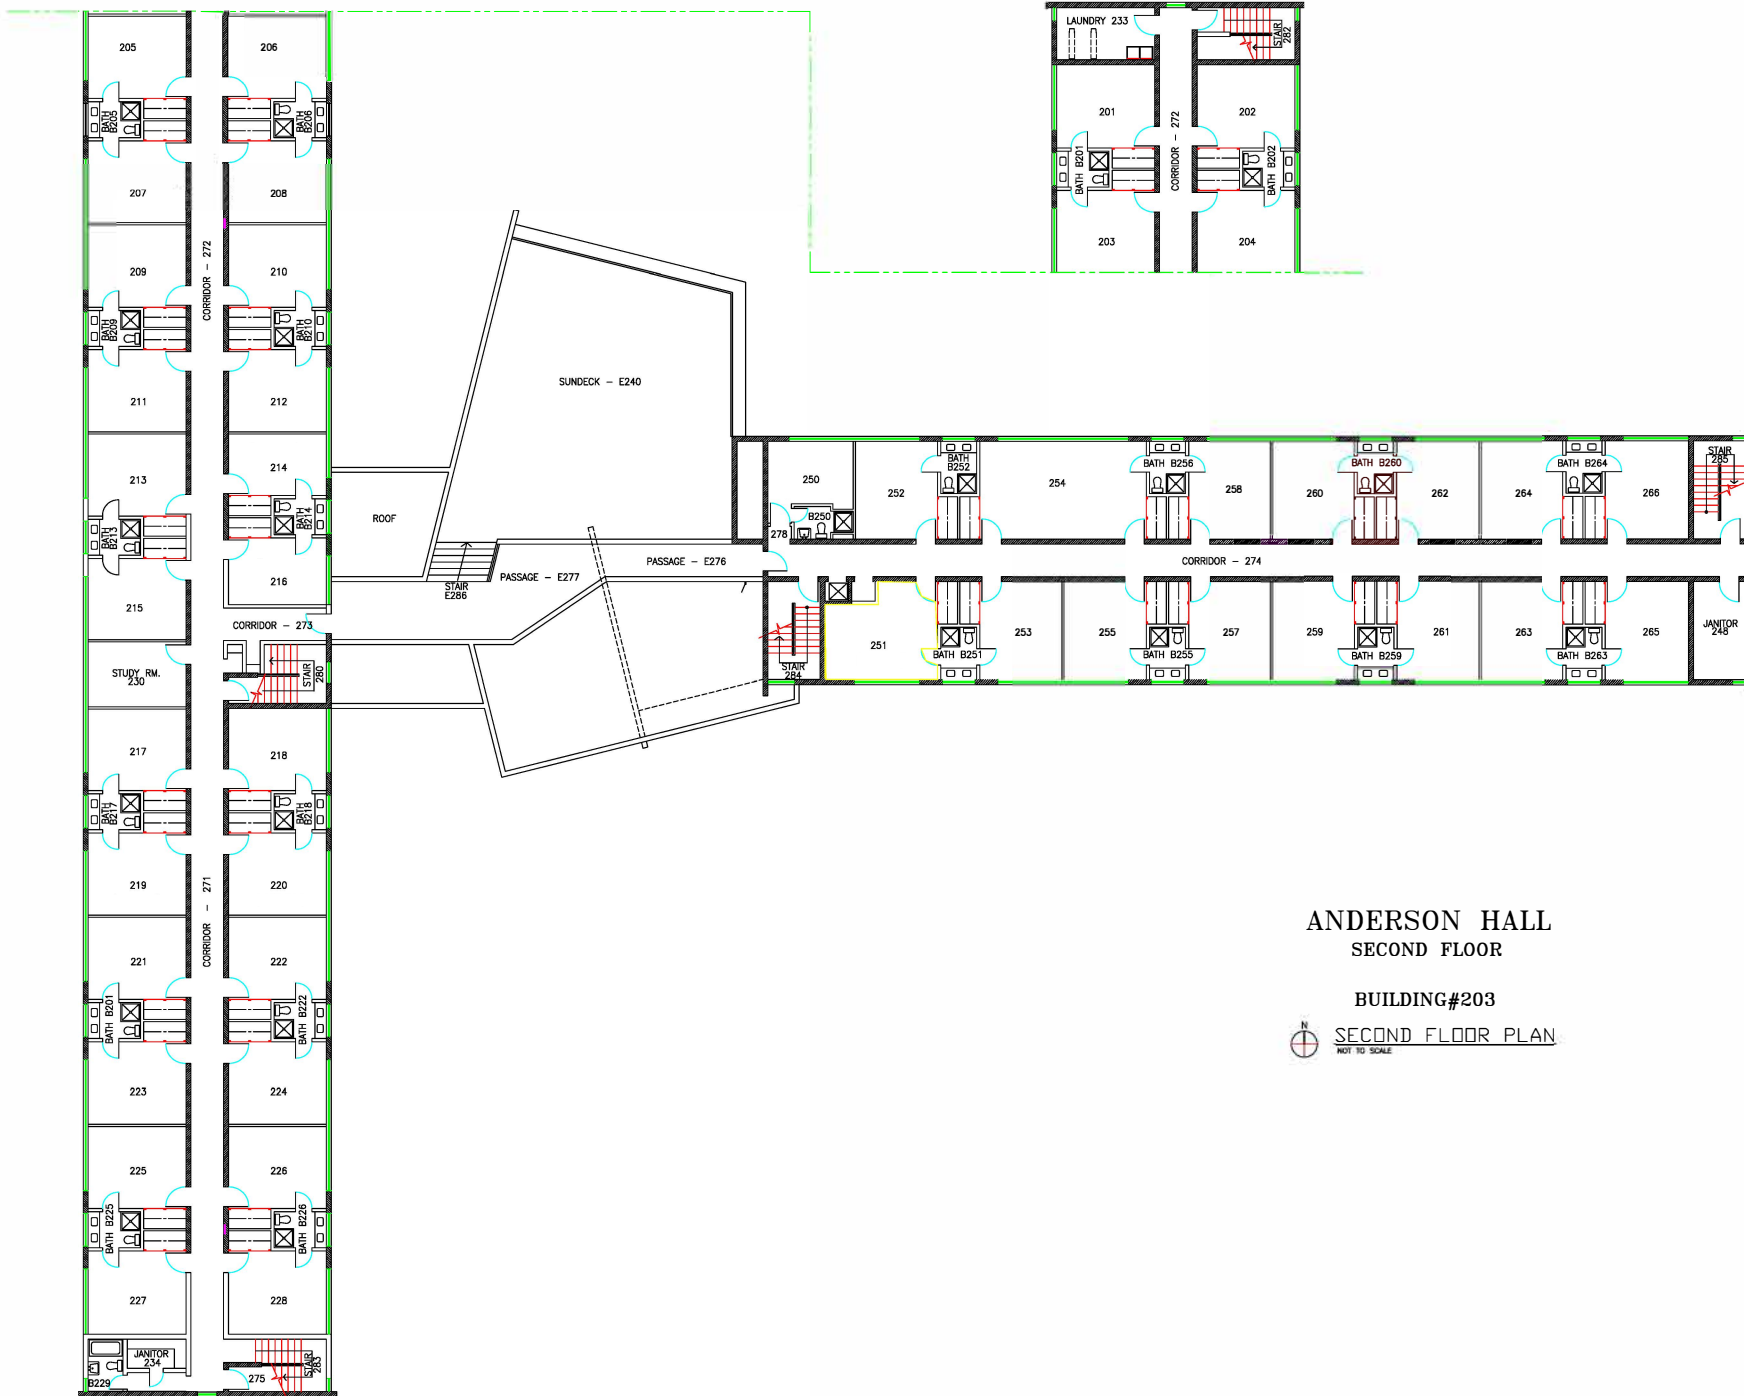 LAUNDRY 233
STAIR
282
201
202
CORRIDOR - 272
BATH B201
BATH B202
203
204
205
206
BATH
B205
BATH
B206
207
208
CORRIDOR - 272
209
210
BATH
B209
BATH
B210
211
212
213
214
BATH
B213
BATH
B214
215
216
CORRIDOR - 273
STUDY RM.
230
STAIR
280
217
218
BATH
B217
BATH
B218
219
220
CORRIDOR - 271
221
222
BATH B201
BATH B222
223
224
225
226
BATH B225
BATH B226
227
228
JANITOR
234
B229
275
STAIR
283
SUNDECK - E240
ROOF
STAIR
E286
PASSAGE - E277
PASSAGE - E276
250
B250
278
252
BATH
B252
254
BATH B256
258
260
BATH B260
262
264
BATH B264
266
STAIR
285
CORRIDOR - 274
STAIR
284
251
BATH B251
253
255
BATH B255
257
259
BATH B259
261
263
BATH B263
265
JANITOR
248
ANDERSON HALL
SECOND FLOOR
BUILDING#203
N
SECOND FLOOR PLAN
NOT TO SCALE